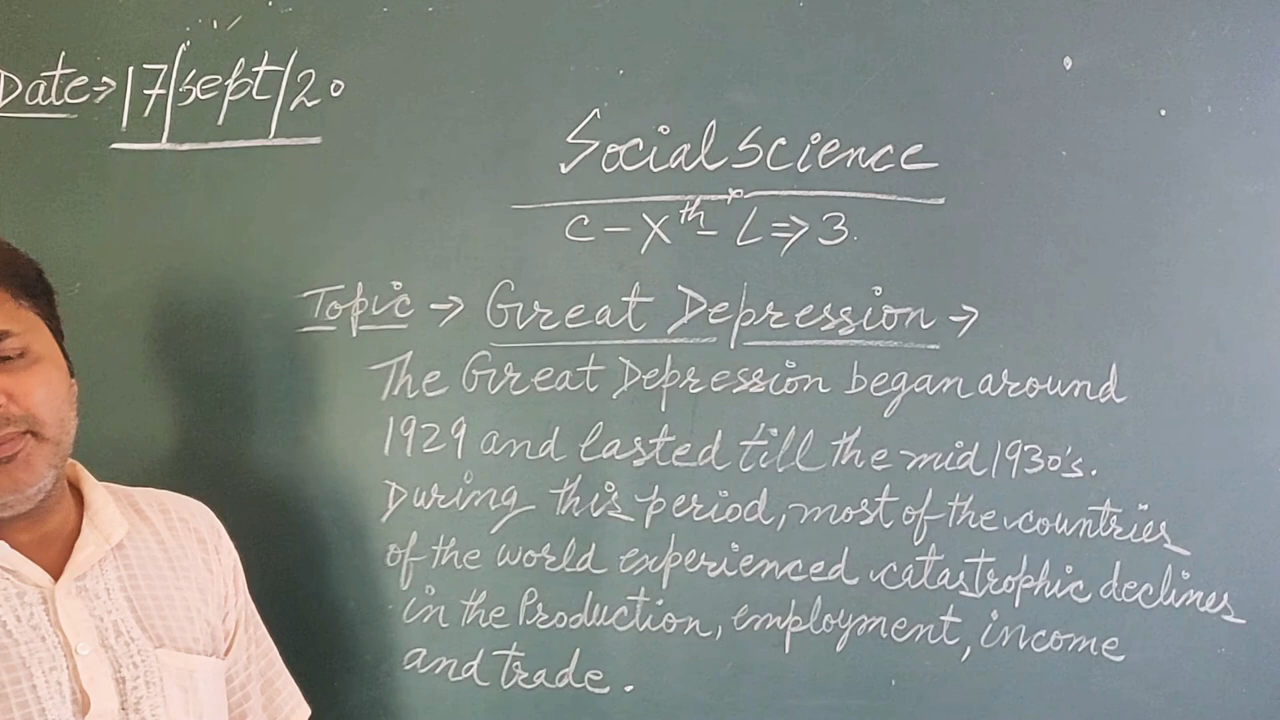 Date→17/sept/20
Social Science
C-Xth-L⇒3.
Topic → Great Depression →
The Great Depression began around
1929 and lasted till the mid 1930's.
During this period, most of the countries
of the world experienced catastrophic declines
in the Production, employment, income
and trade.